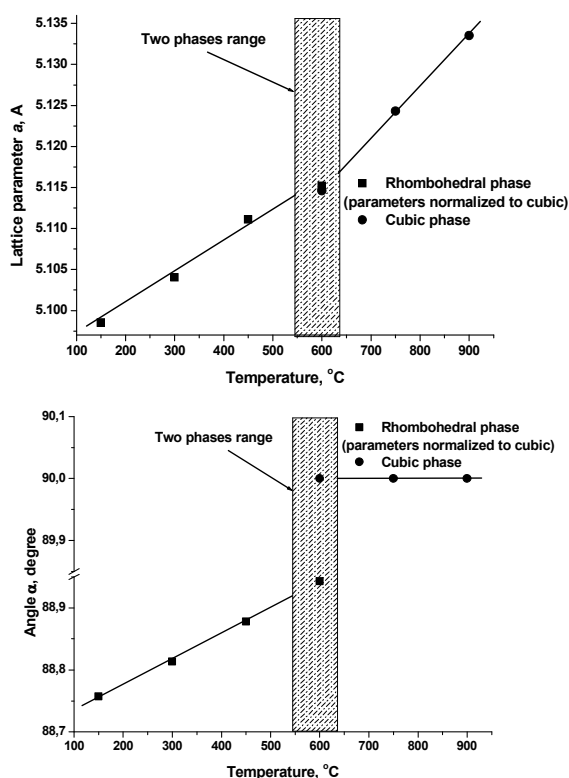 5.135
5.130
5.125
5.120
5.115
5.110
5.105
5.100
Lattice parameter a, A
Two phases range
Rhombohedral phase
(parameters normalized to cubic)
Cubic phase
100 200 300 400 500 600 700 800 900
Temperature, °C
90,1
90,0
89,9
88,9
88,8
88,7
Angle α, degree
Two phases range
Rhombohedral phase
(parameters normalized to cubic)
Cubic phase
100 200 300 400 500 600 700 800 900
Temperature, °C